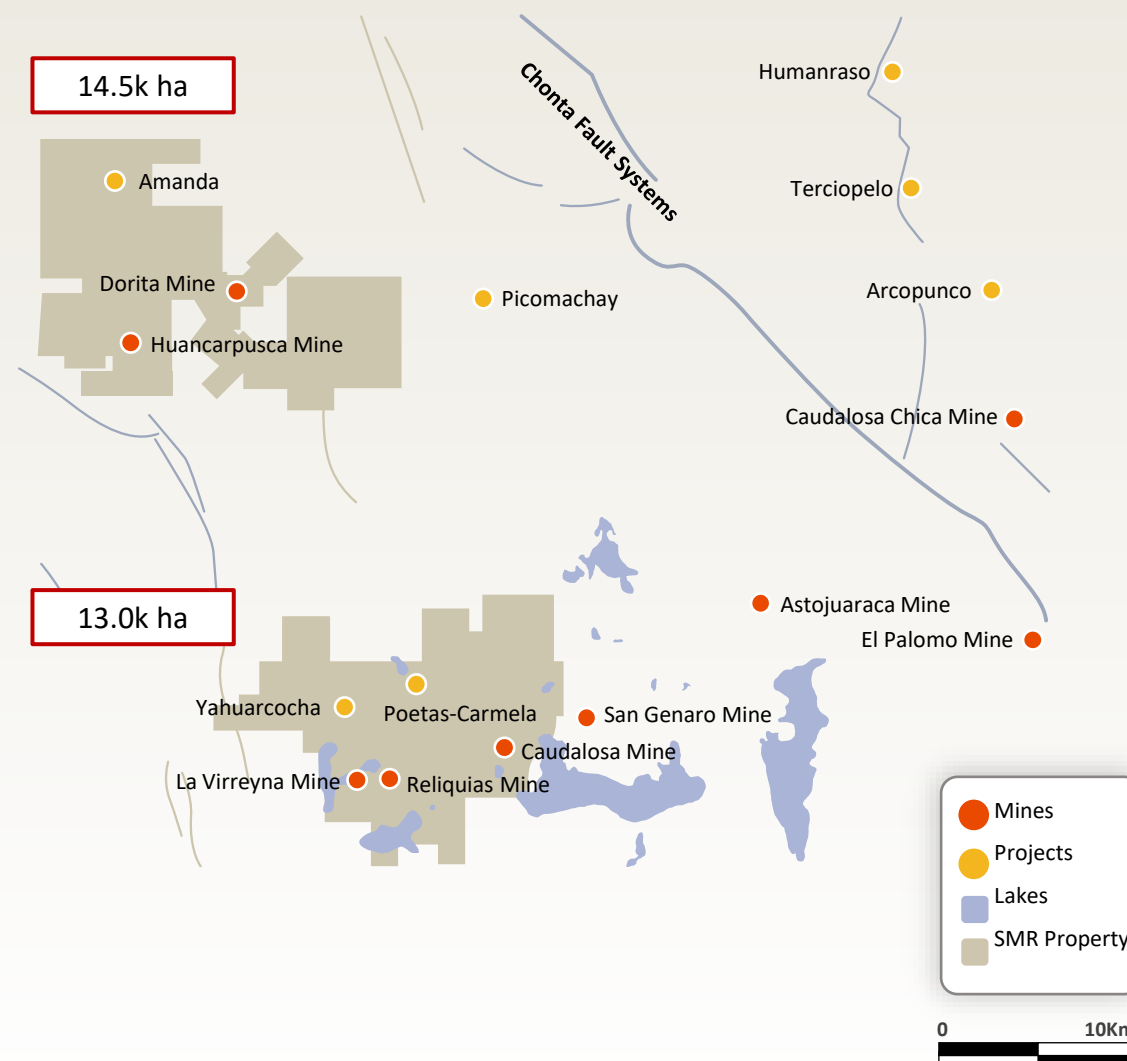 14.5k ha
Humanraso
Chonta Fault Systems
Amanda
Terciopelo
Dorita Mine
Picomachay
Arcopunco
Huancarpusca Mine
Caudalosa Chica Mine
13.0k ha
Astojuaraca Mine
El Palomo Mine
Yahuarcocha
Poetas-Carmela
San Genaro Mine
Caudalosa Mine
La Virreyna Mine
Reliquias Mine
Mines
Projects
Lakes
SMR Property
0 10Km